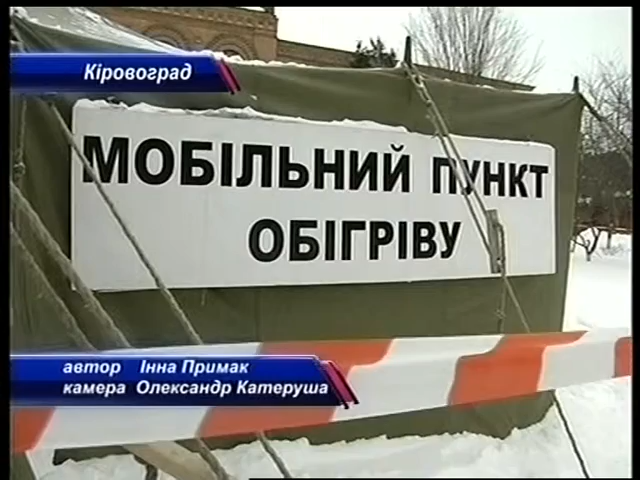 Кіровоград
МОБІЛЬНИЙ ПУНКТ
ОБІГРІВУ
автор Інна Примак
камера Олександр Катеруша